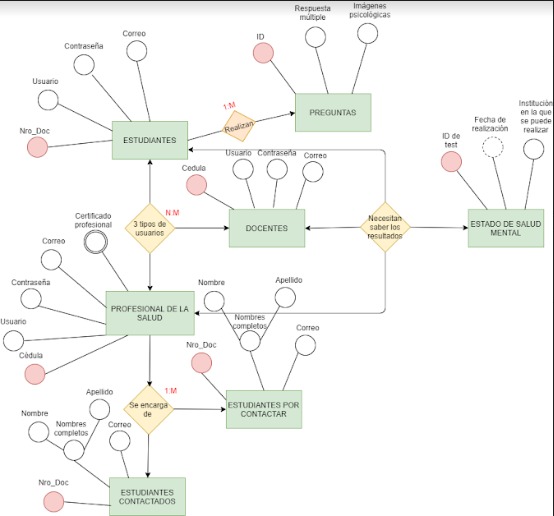 Respuesta
múltiple
Imágenes
psicológicas
ID
Correo
Contraseña
Usuario
Nro_Doc
ESTUDIANTES
1:M
Realizan
PREGUNTAS
Institución
en la que
se puede
realizar
Fecha de
realización
ID de
test
Usuario
Contraseña
Correo
Cedula
N:M
3 tipos de
usuarios
DOCENTES
Necesitan
saber los
resultados
ESTADO DE SALUD
MENTAL
Certificado
profesional
Correo
Contraseña
Usuario
Cédula
PROFESIONAL DE LA
SALUD
Nombre
Apellido
Nombres
completos
Correo
Nro_Doc
1:M
Se encarga
de
ESTUDIANTES POR
CONTACTAR
Apellido
Nombre
Nombres
completos
Correo
Nro_Doc
ESTUDIANTES
CONTACTADOS